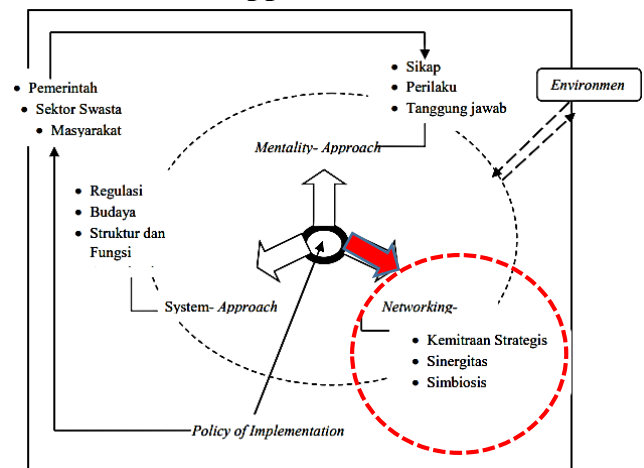 • Pemerintah
• Sektor Swasta
• Masyarakat
• Sikap
• Perilaku
• Tanggung jawab
Environmen
Mentality- Approach
• Regulasi
• Budaya
• Struktur dan
Fungsi
System- Approach
Networking-
• Kemitraan Strategis
• Sinergitas
• Simbiosis
Policy of Implementation